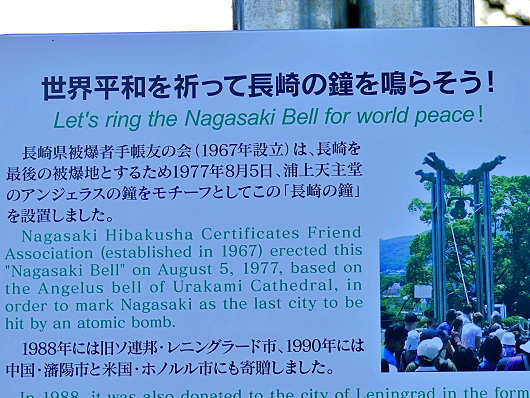 世界平和を祈って長崎の鐘を鳴らそう！
Let's ring the Nagasaki Bell for world peace!
長崎県被爆者手帳友の会（1967年設立）は、長崎を
最後の被爆地とするため1977年8月5日、浦上天主堂
のアンジェラスの鐘をモチーフとしてこの「長崎の鐘」
を設置しました。
Nagasaki Hibakusha Certificates Friend
Association (established in 1967) erected this
"Nagasaki Bell" on August 5, 1977, based on
the Angelus bell of Urakami Cathedral, in
order to mark Nagasaki as the last city to be
hit by an atomic bomb.
1988年には旧ソ連邦・レニングラード市、1990年には
中国・瀋陽市と米国・ホノルル市にも寄贈しました。
In 1988, it was also donated to the city of Leningrad in the form